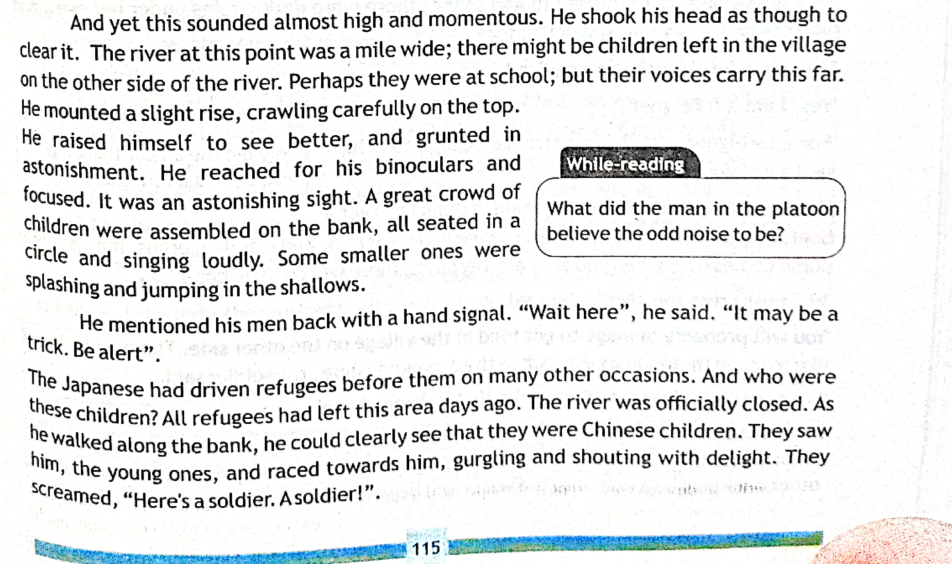 And yet this sounded almost high and momentous. He shook his head as though to
clear it. The river at this point was a mile wide; there might be children left in the village
on the other side of the river. Perhaps they were at school; but their voices carry this far.
He mounted a slight rise, crawling carefully on the top.
He raised himself to see better, and grunted in
astonishment. He reached for his binoculars and
focused. It was an astonishing sight. A great crowd of
children were assembled on the bank, all seated in a
circle and singing loudly. Some smaller ones were
splashing and jumping in the shallows.
While-reading
What did the man in the platoon
believe the odd noise to be?
He mentioned his men back with a hand signal. “Wait here”, he said. “It may be a
trick. Be alert”.
The Japanese had driven refugees before them on many other occasions. And who were
these children? All refugees had left this area days ago. The river was officially closed. As
he walked along the bank, he could clearly see that they were Chinese children. They saw
him, the young ones, and raced towards him, gurgling and shouting with delight. They
screamed, “Here's a soldier. A soldier!”.
115